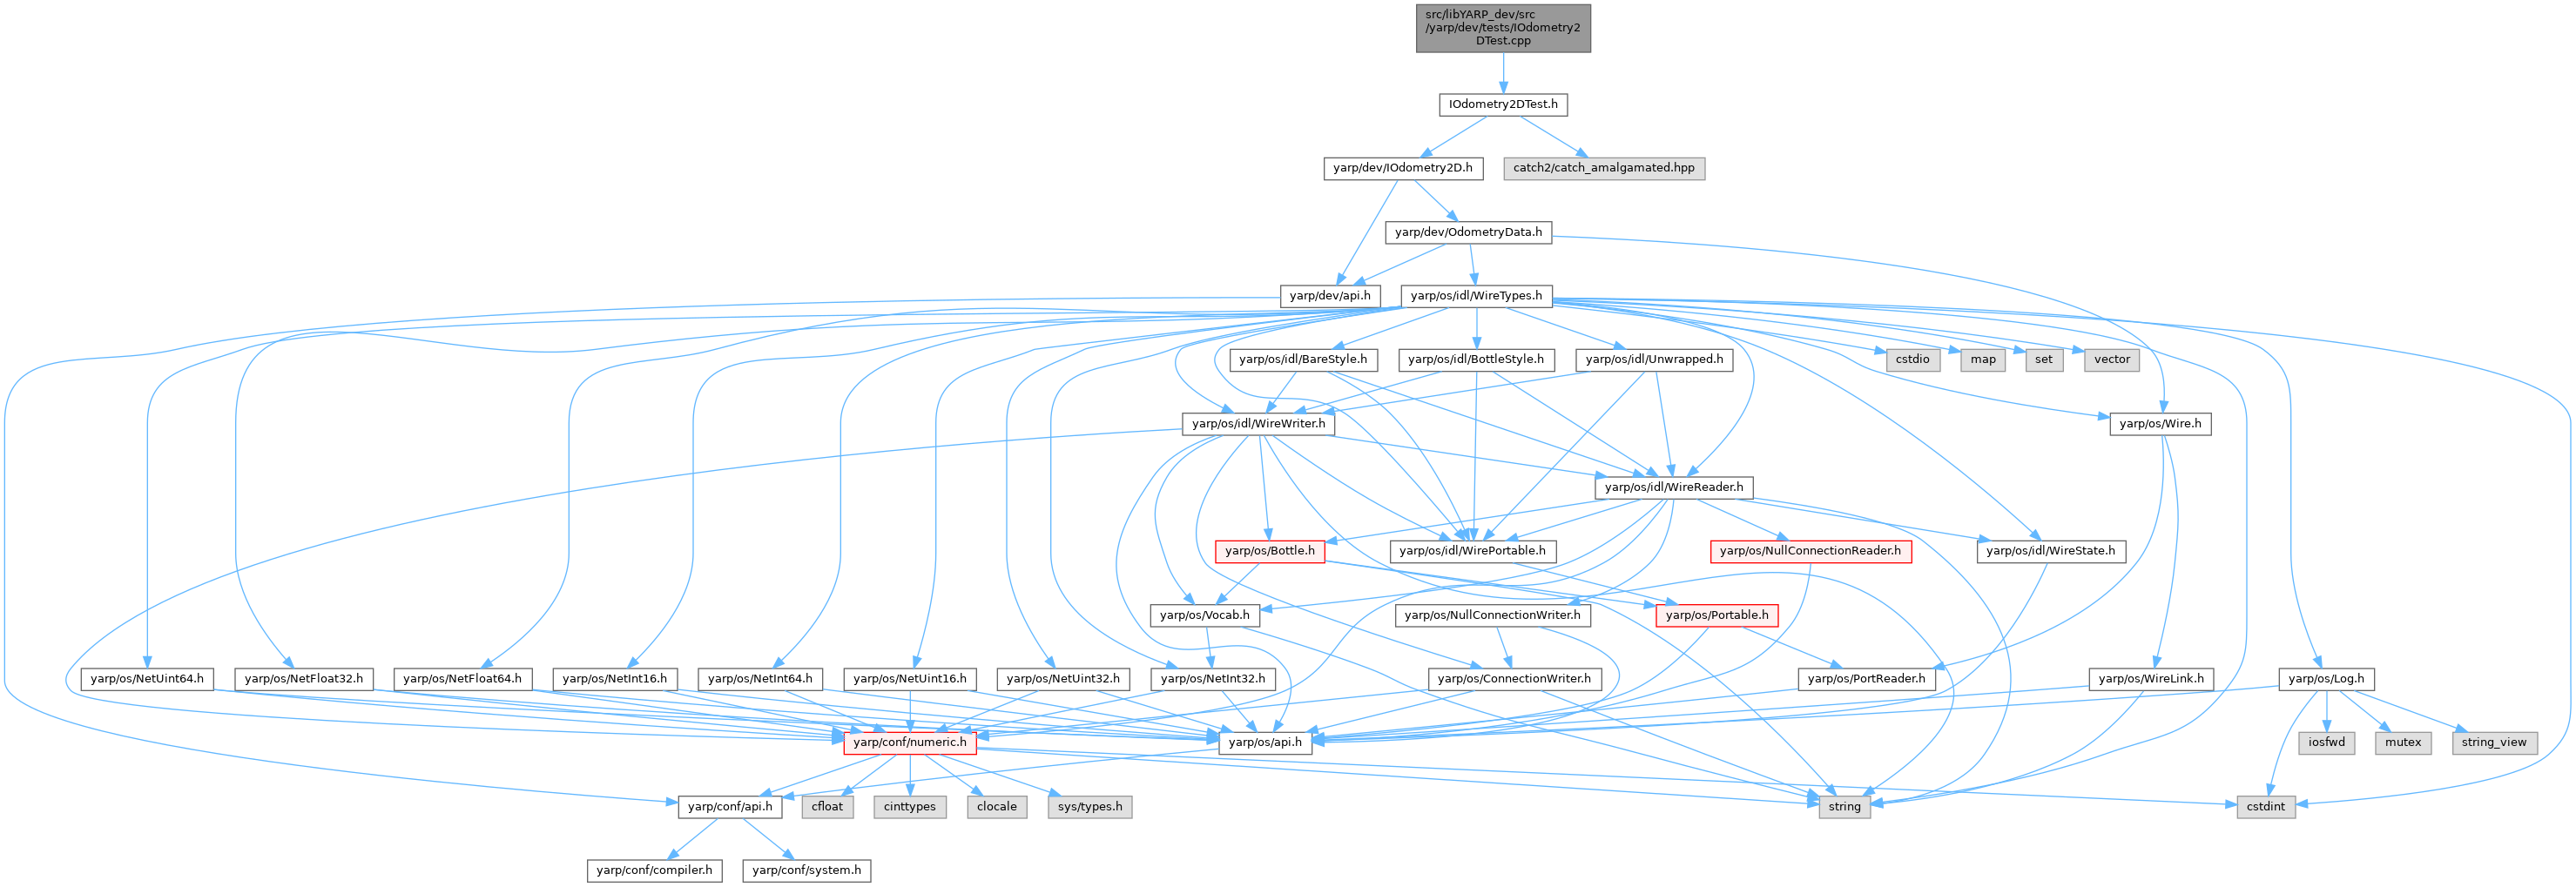 src/libYARP_dev/src
/yarp/dev/tests/IOdometry2
DTest.cpp
IOdometry2DTest.h
yarp/dev/IOdometry2D.h
catch2/catch_amalgamated.hpp
yarp/dev/OdometryData.h
yarp/dev/api.h
yarp/os/idl/WireTypes.h
yarp/os/idl/BareStyle.h
yarp/os/idl/BottleStyle.h
yarp/os/idl/Unwrapped.h
cstdio
map
set
vector
yarp/os/idl/WireWriter.h
yarp/os/Wire.h
yarp/os/idl/WireReader.h
yarp/os/Bottle.h
yarp/os/idl/WirePortable.h
yarp/os/NullConnectionReader.h
yarp/os/idl/WireState.h
yarp/os/Vocab.h
yarp/os/NullConnectionWriter.h
yarp/os/Portable.h
yarp/os/NetUint64.h
yarp/os/NetFloat32.h
yarp/os/NetFloat64.h
yarp/os/NetInt16.h
yarp/os/NetInt64.h
yarp/os/NetUint16.h
yarp/os/NetUint32.h
yarp/os/NetInt32.h
yarp/os/ConnectionWriter.h
yarp/os/PortReader.h
yarp/os/WireLink.h
yarp/os/Log.h
yarp/conf/numeric.h
yarp/os/api.h
iosfwd
mutex
string_view
yarp/conf/api.h
cfloat
cinttypes
clocale
sys/types.h
string
cstdint
yarp/conf/compiler.h
yarp/conf/system.h